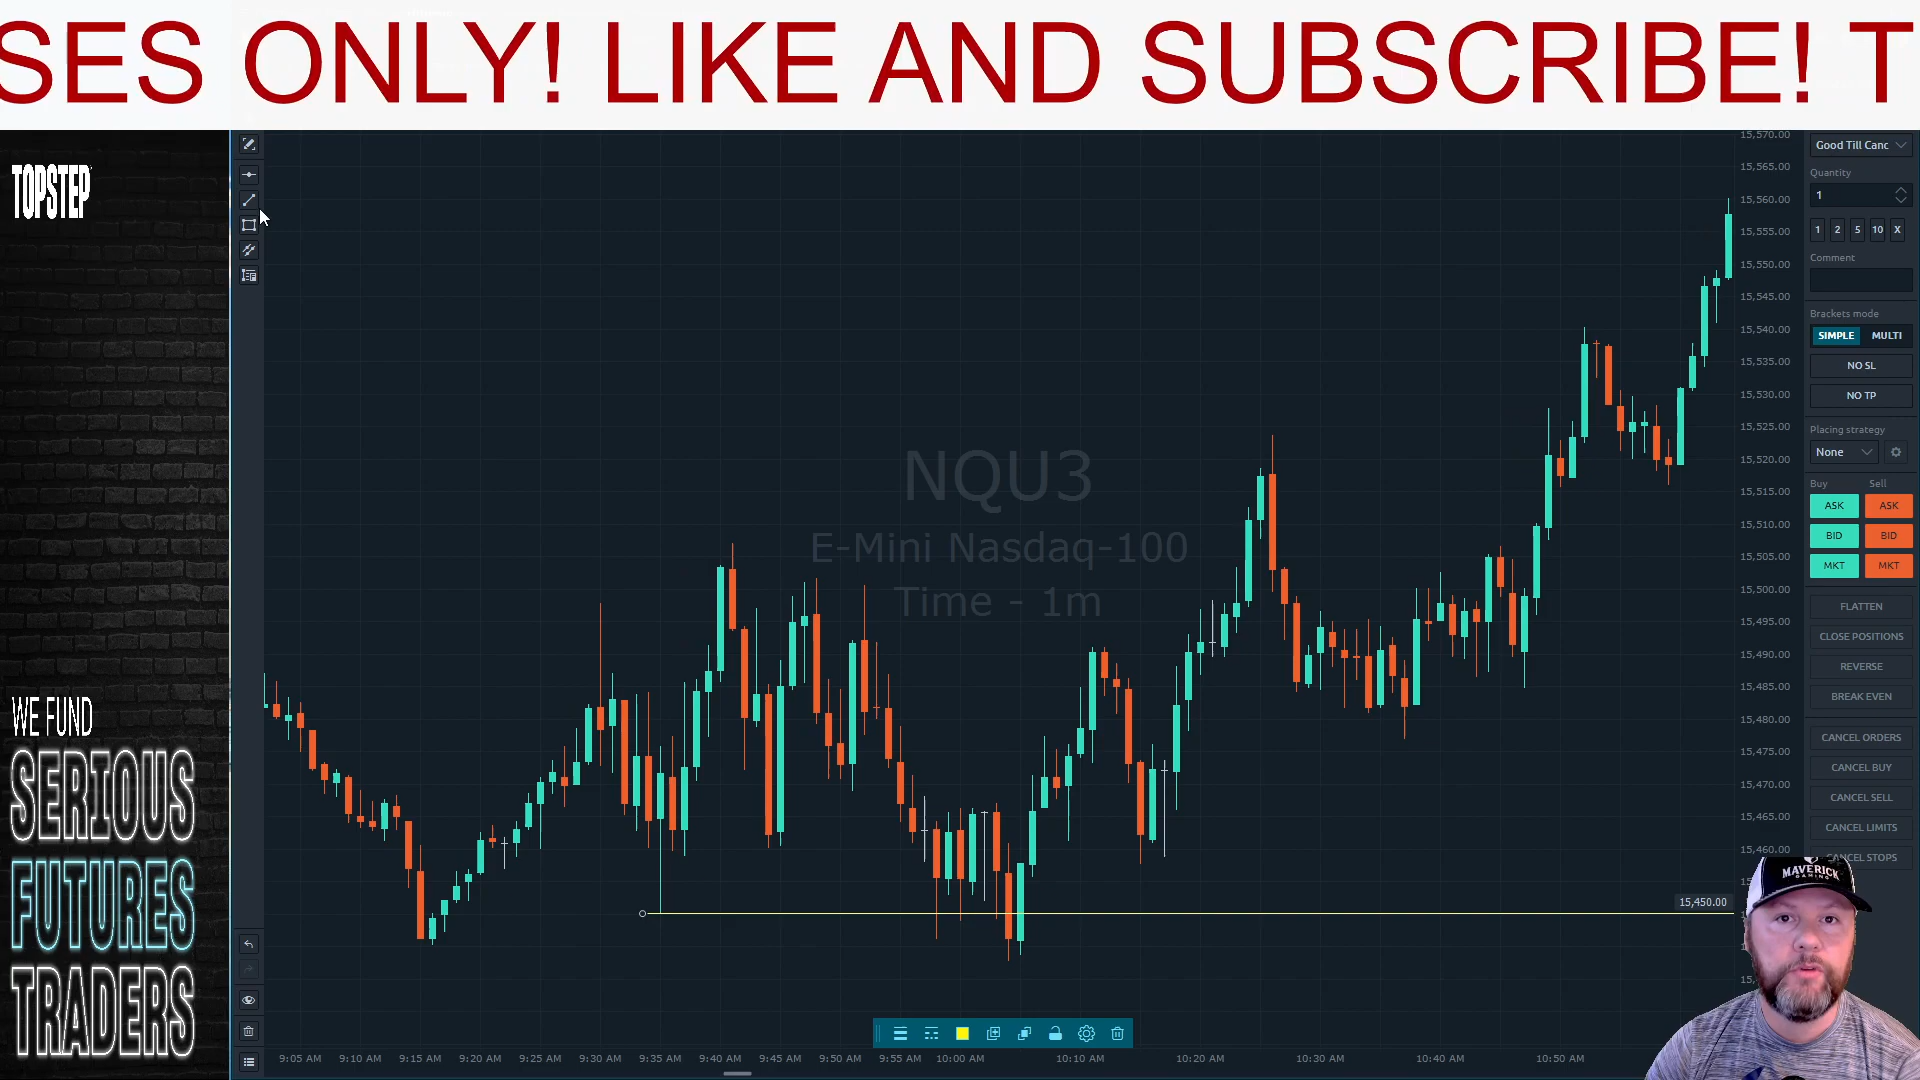 SES ONLY! LIKE AND SUBSCRIBE! T
TOPSTEP
WE FUND
SERIOUS
FUTURES
TRADERS
NQU3
E-Mini Nasdaq-100
Time - 1m
15,570.00
15,565.00
15,560.00
15,555.00
15,550.00
15,545.00
15,540.00
15,535.00
15,530.00
15,525.00
15,520.00
15,515.00
15,510.00
15,505.00
15,500.00
15,495.00
15,490.00
15,485.00
15,480.00
15,475.00
15,470.00
15,465.00
15,460.00
15,450.00
9:05 AM
9:10 AM
9:15 AM
9:20 AM
9:25 AM
9:30 AM
9:35 AM
9:40 AM
9:45 AM
9:50 AM
9:55 AM
10:00 AM
10:10 AM
10:20 AM
10:30 AM
10:40 AM
10:50 AM
Good Till Canc
Quantity
1
1 2 5 10 X
Comment
Brackets mode
SIMPLE MULTI
NO SL
NO TP
Placing strategy
None
Buy Sell
ASK ASK
BID BID
MKT MKT
FLATTEN
CLOSE POSITIONS
REVERSE
BREAK EVEN
CANCEL ORDERS
CANCEL BUY
CANCEL SELL
CANCEL LIMITS
CANCEL STOPS
MAVERICK
GAMING